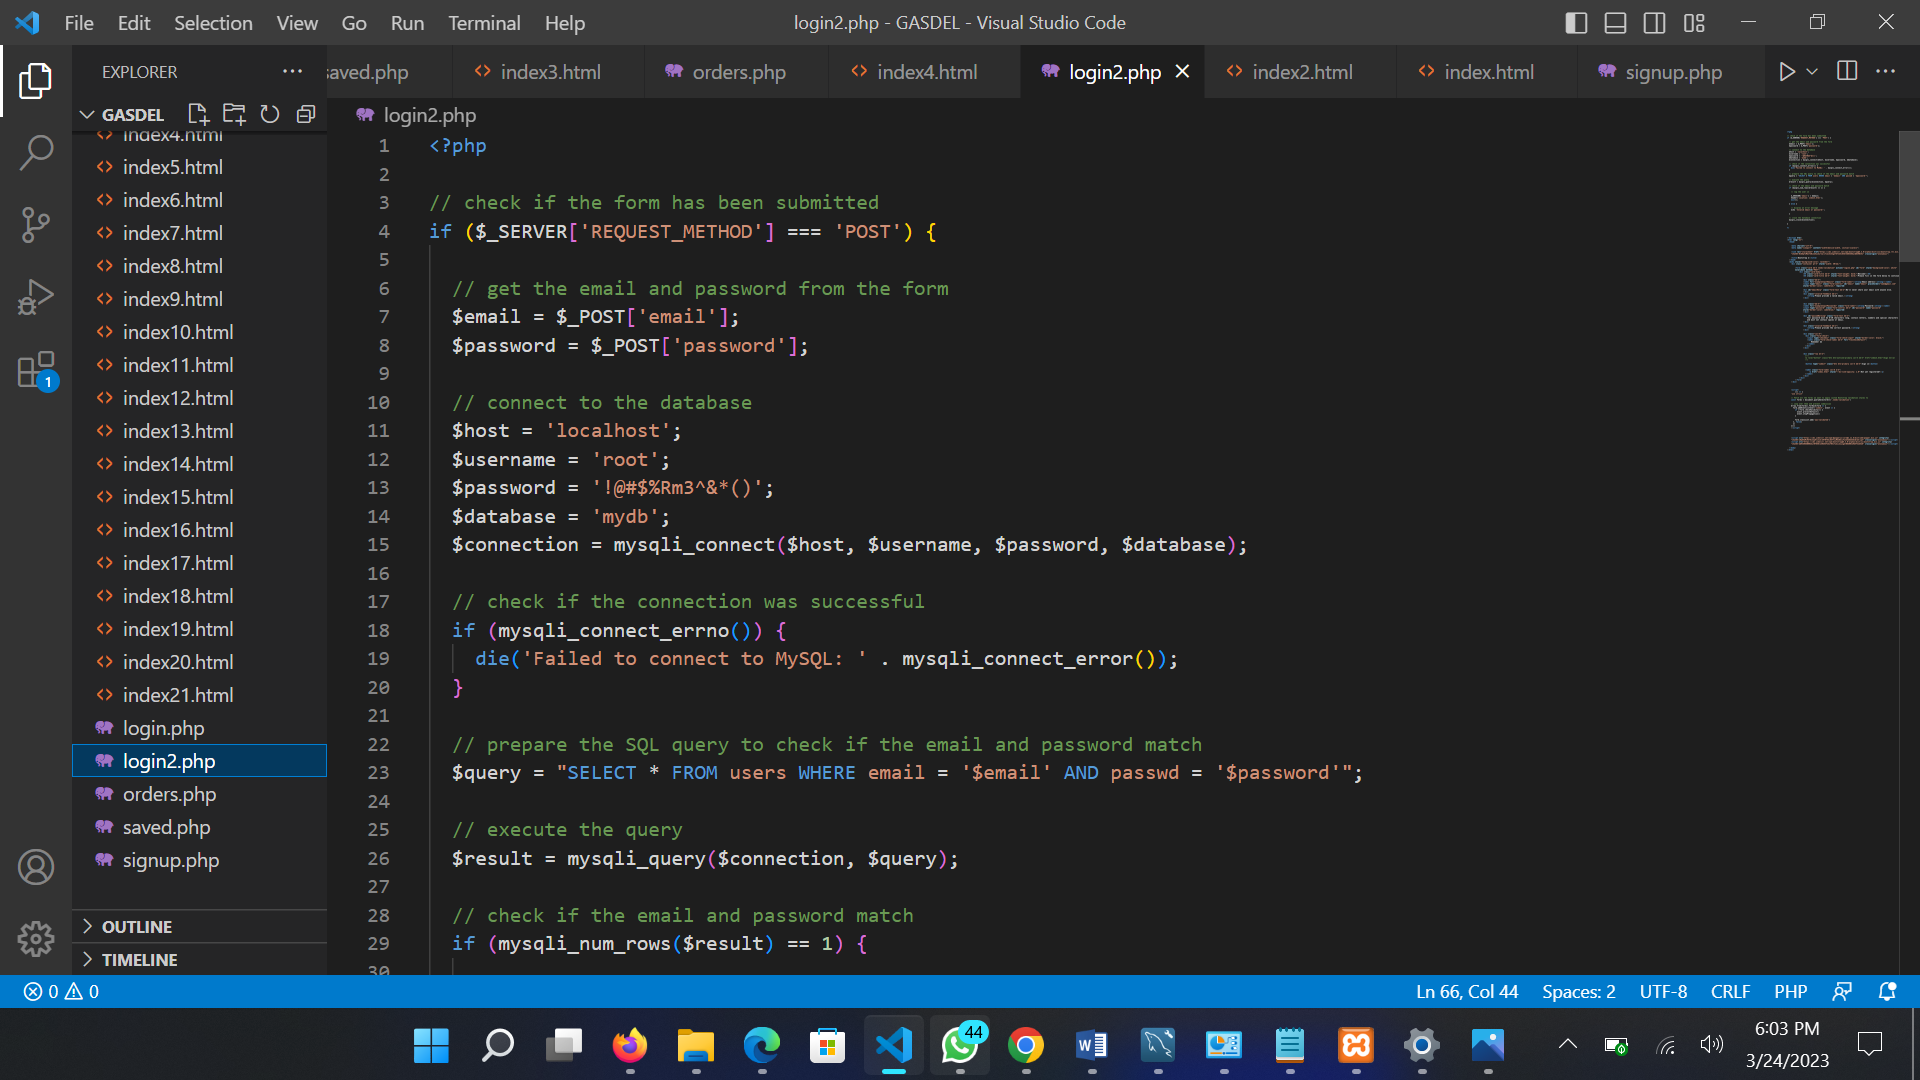 File Edit Selection View Go Run Terminal Help
login2.php - GASDEL - Visual Studio Code
EXPLORER
saved.php
index3.html
orders.php
index4.html
login2.php
index2.html
index.html
signup.php
GASDEL
index4.html
index5.html
index6.html
index7.html
index8.html
index9.html
index10.html
index11.html
index12.html
index13.html
index14.html
index15.html
index16.html
index17.html
index18.html
index19.html
index20.html
index21.html
login.php
login2.php
orders.php
saved.php
signup.php
OUTLINE
TIMELINE
1
login2.php
1 <?php
2
3 // check if the form has been submitted
4 if ($_SERVER['REQUEST_METHOD'] === 'POST') {
5
6 // get the email and password from the form
7 $email = $_POST['email'];
8 $password = $_POST['password'];
9
10 // connect to the database
11 $host = 'localhost';
12 $username = 'root';
13 $password = '!@#$%Rm3^&*()';
14 $database = 'mydb';
15 $connection = mysqli_connect($host, $username, $password, $database);
16
17 // check if the connection was successful
18 if (mysqli_connect_errno()) {
19 die('Failed to connect to MySQL: ' . mysqli_connect_error());
20 }
21
22 // prepare the SQL query to check if the email and password match
23 $query = "SELECT * FROM users WHERE email = '$email' AND passwd = '$password'";
24
25 // execute the query
26 $result = mysqli_query($connection, $query);
27
28 // check if the email and password match
29 if (mysqli_num_rows($result) == 1) {
30
0 0
Ln 66, Col 44 Spaces: 2 UTF-8 CRLF PHP
44
6:03 PM
3/24/2023